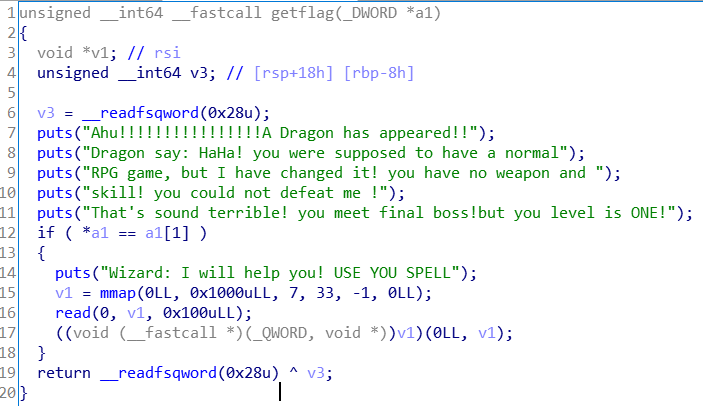 1 unsigned __int64 __fastcall getflag(_DWORD *a1)
2 {
3   void *v1; // rsi
4   unsigned __int64 v3; // [rsp+18h] [rbp-8h]
5
6   v3 = __readfsqword(0x28u);
7   puts("Ahu!!!!!!!!!!!!!!!!A Dragon has appeared!!");
8   puts("Dragon say: HaHa! you were supposed to have a normal");
9   puts("RPG game, but I have changed it! you have no weapon and ");
10   puts("skill! you could not defeat me !");
11   puts("That's sound terrible! you meet final boss!but you level is ONE!");
12   if ( *a1 == a1[1] )
13   {
14     puts("Wizard: I will help you! USE YOU SPELL");
15     v1 = mmap(0LL, 0x1000uLL, 7, 33, -1, 0LL);
16     read(0, v1, 0x100uLL);
17     ((void (__fastcall *)(_QWORD, void *))v1)(0LL, v1);
18   }
19   return __readfsqword(0x28u) ^ v3;
20 }